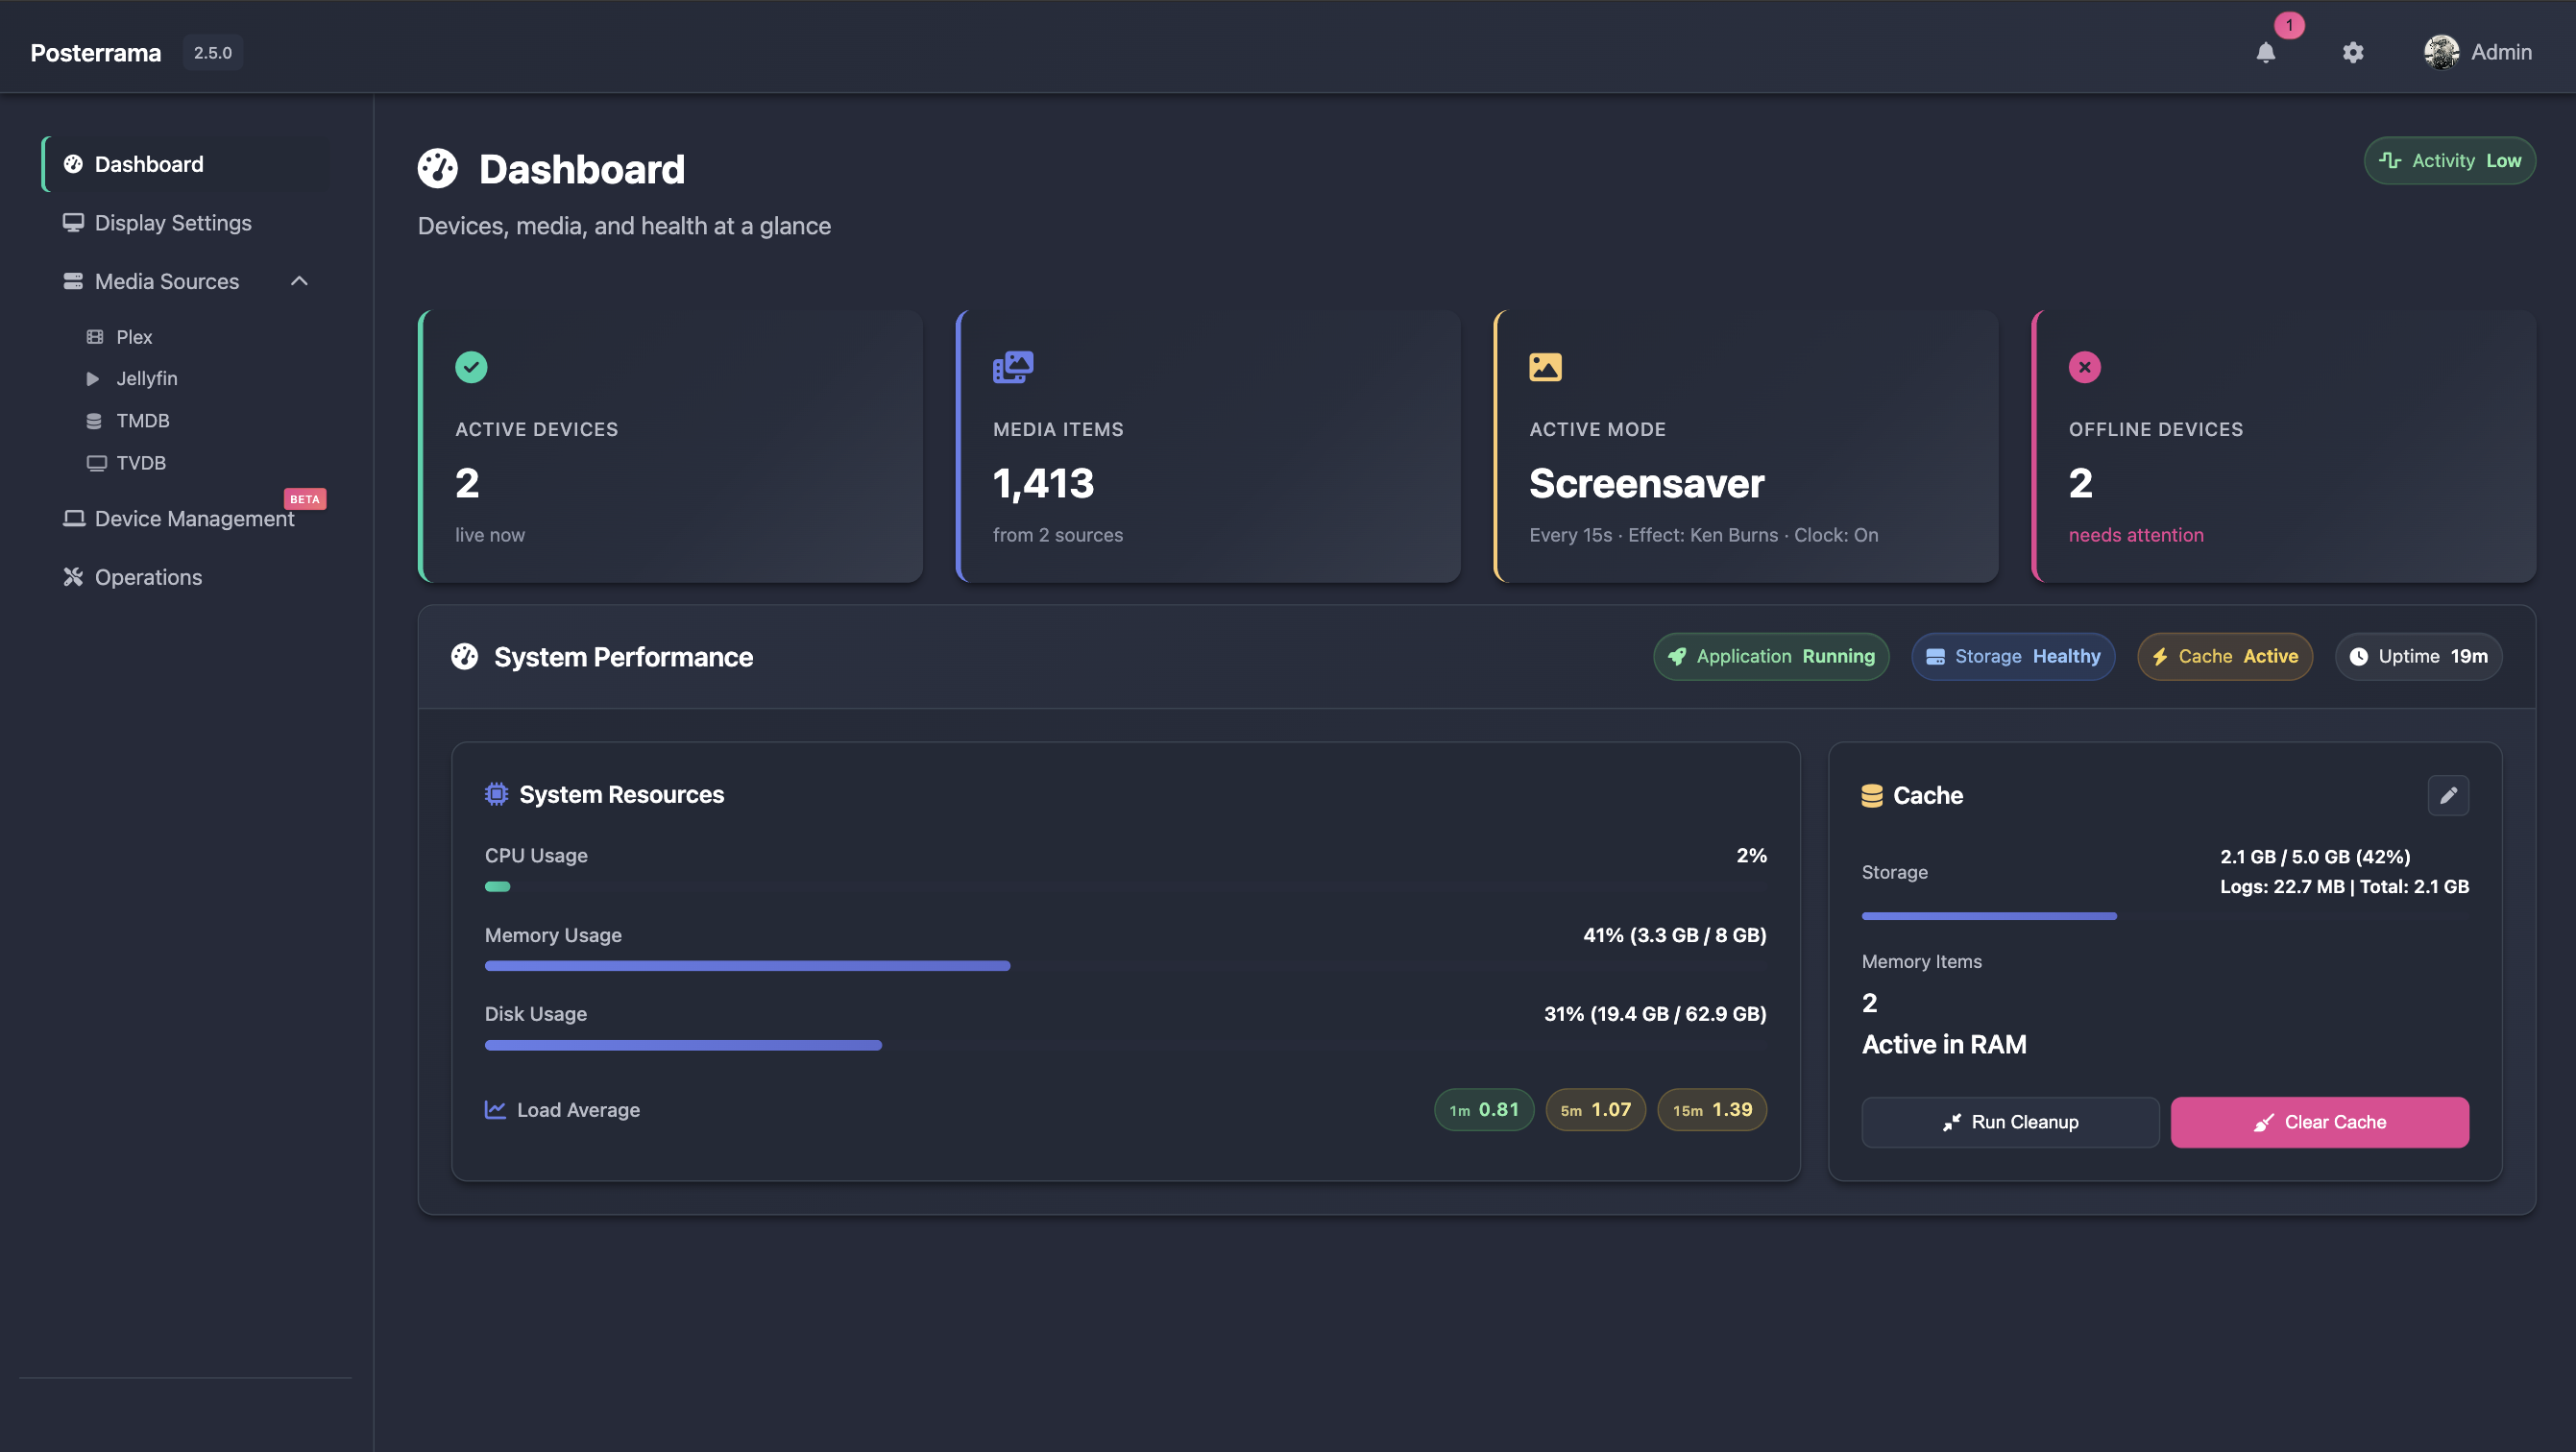 Posterrama 2.5.0
1
Admin
Dashboard
Display Settings
Media Sources
Plex
Jellyfin
TMDB
TVDB
BETA
Device Management
Operations
Dashboard
Devices, media, and health at a glance
Activity Low
ACTIVE DEVICES
2
live now
MEDIA ITEMS
1,413
from 2 sources
ACTIVE MODE
Screensaver
Every 15s · Effect: Ken Burns · Clock: On
OFFLINE DEVICES
2
needs attention
System Performance
Application Running
Storage Healthy
Cache Active
Uptime 19m
System Resources
CPU Usage 2%
Memory Usage 41% (3.3 GB / 8 GB)
Disk Usage 31% (19.4 GB / 62.9 GB)
Load Average 1m 0.81 5m 1.07 15m 1.39
Cache
Storage
2.1 GB / 5.0 GB (42%)
Logs: 22.7 MB | Total: 2.1 GB
Memory Items
2
Active in RAM
Run Cleanup
Clear Cache